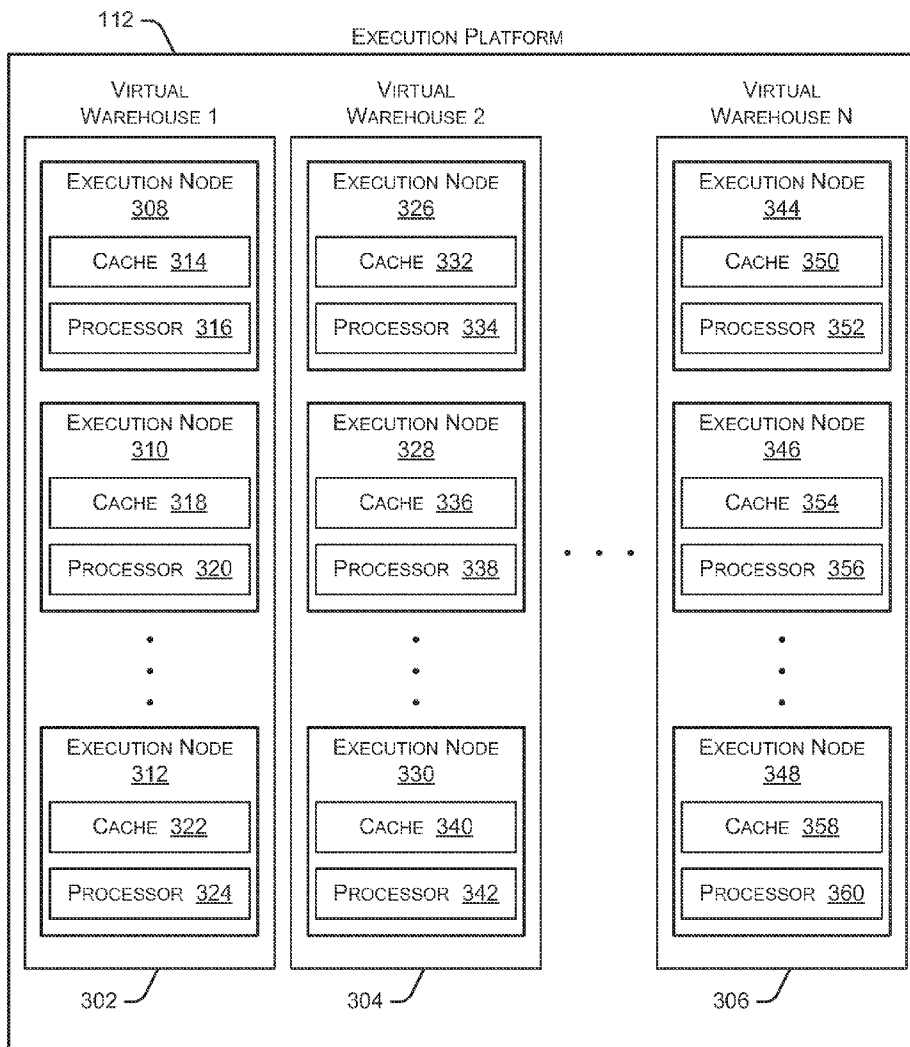 112
EXECUTION PLATFORM
VIRTUAL
WAREHOUSE 1
EXECUTION NODE
308
CACHE 314
PROCESSOR 316
EXECUTION NODE
310
CACHE 318
PROCESSOR 320
EXECUTION NODE
312
CACHE 322
PROCESSOR 324
302
VIRTUAL
WAREHOUSE 2
EXECUTION NODE
326
CACHE 332
PROCESSOR 334
EXECUTION NODE
328
CACHE 336
PROCESSOR 338
EXECUTION NODE
330
CACHE 340
PROCESSOR 342
304
VIRTUAL
WAREHOUSE N
EXECUTION NODE
344
CACHE 350
PROCESSOR 352
EXECUTION NODE
346
CACHE 354
PROCESSOR 356
EXECUTION NODE
348
CACHE 358
PROCESSOR 360
306